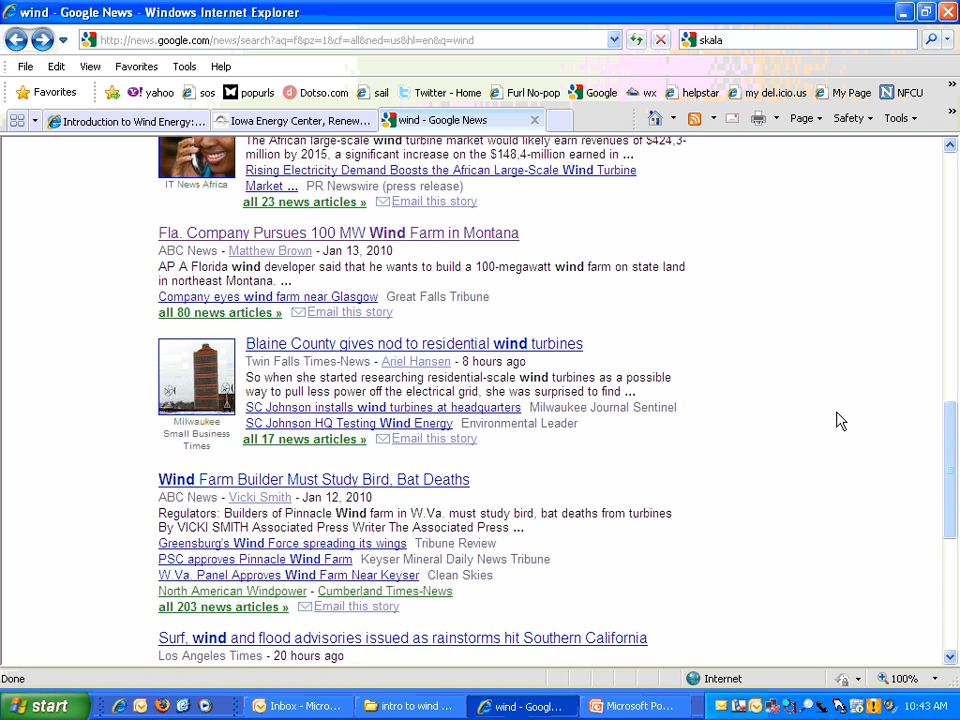 wind - Google News - Windows Internet Explorer
http://news.google.com/news/search?aq=f&pz=1&cf=all&ned=us&hl=en&q=wind
skala
File Edit View Favorites Tools Help
Favorites yahoo sos popurls Dotso.com sail Twitter - Home Furl No-pop Google wx helpstar my del.icio.us My Page NFCU
Introduction to Wind Energy:... Iowa Energy Center, Renew... wind - Google News Page Safety Tools
The African large-scale wind turbine market would likely earn revenues of $424,3-
million by 2015, a significant increase on the $148,4-million earned in ...
Rising Electricity Demand Boosts the African Large-Scale Wind Turbine
IT News Africa
Market ... PR Newswire (press release)
all 23 news articles » Email this story
Fla. Company Pursues 100 MW Wind Farm in Montana
ABC News - Matthew Brown - Jan 13, 2010
AP A Florida wind developer said that he wants to build a 100-megawatt wind farm on state land
in northeast Montana. ...
Company eyes wind farm near Glasgow Great Falls Tribune
all 80 news articles » Email this story
Blaine County gives nod to residential wind turbines
Twin Falls Times-News - Ariel Hansen - 8 hours ago
So when she started researching residential-scale wind turbines as a possible
way to pull less power off the electrical grid, she was surprised to find ...
SC Johnson installs wind turbines at headquarters Milwaukee Journal Sentinel
SC Johnson HQ Testing Wind Energy Environmental Leader
all 17 news articles » Email this story
Milwaukee
Small Business
Times
Wind Farm Builder Must Study Bird, Bat Deaths
ABC News - Vicki Smith - Jan 12, 2010
Regulators: Builders of Pinnacle Wind farm in W.Va. must study bird, bat deaths from turbines
By VICKI SMITH Associated Press Writer The Associated Press ...
Greensburg's Wind Force spreading its wings Tribune Review
PSC approves Pinnacle Wind Farm Keyser Mineral Daily News Tribune
W.Va. Panel Approves Wind Farm Near Keyser Clean Skies
North American Windpower - Cumberland Times-News
all 203 news articles » Email this story
Surf, wind and flood advisories issued as rainstorms hit Southern California
Los Angeles Times - 20 hours ago
Done Internet 100%
start Inbox - Micro... intro to wind ... wind - Googl... Microsoft Po... 10:43 AM